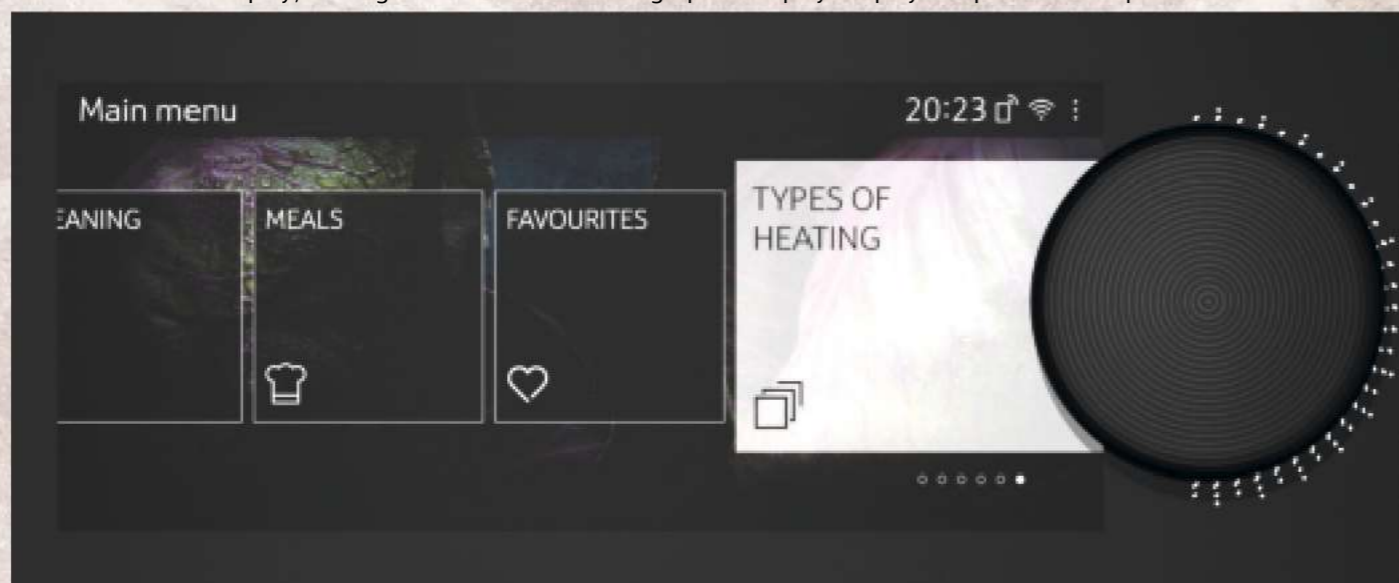 Main menu
20:23
EANING
MEALS
FAVOURITES
TYPES OF
HEATING